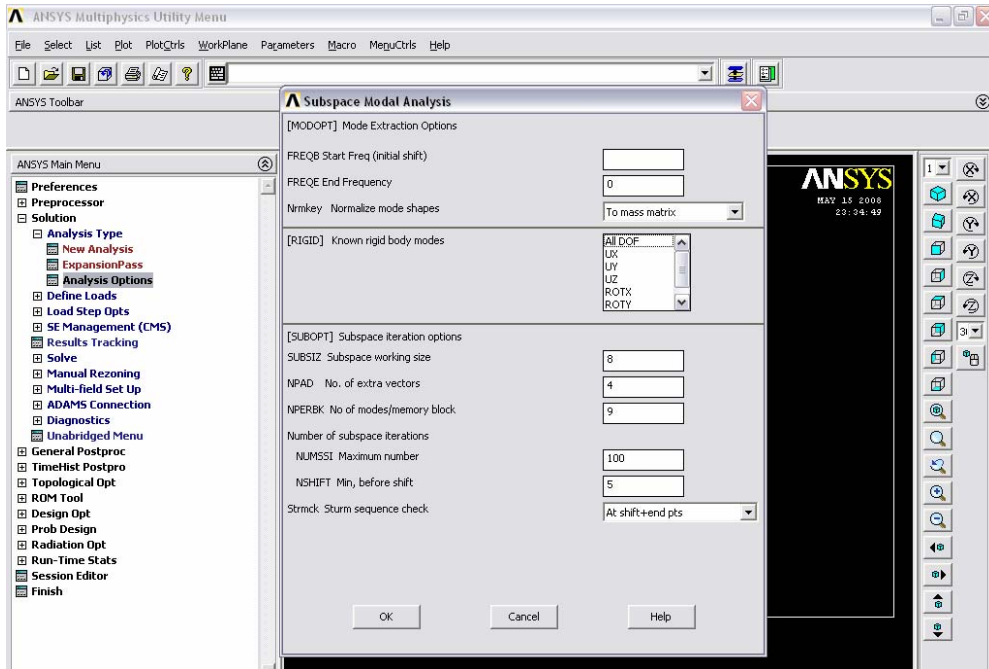 ANSYS Multiphysics Utility Menu
File Select List Plot PlotCtrls WorkPlane Parameters Macro MenuCtrls Help
ANSYS Toolbar
ANSYS Main Menu
Preferences
Preprocessor
Solution
Analysis Type
New Analysis
ExpansionPass
Analysis Options
Define Loads
Load Step Opts
SE Management (CMS)
Results Tracking
Solve
Manual Rezoning
Multi-field Set Up
ADAMS Connection
Diagnostics
Unabridged Menu
General Postproc
TimeHist Postpro
Topological Opt
ROM Tool
Design Opt
Prob Design
Radiation Opt
Run-Time Stats
Session Editor
Finish
Subspace Modal Analysis
[MODOPT] Mode Extraction Options
FREQB Start Freq (initial shift)
FREQE End Frequency 0
Nrmkey Normalize mode shapes To mass matrix
[RIGID] Known rigid body modes
All DOF
UX
UY
UZ
ROTX
ROTY
[SUBOPT] Subspace iteration options
SUBSIZ Subspace working size 8
NPAD No. of extra vectors 4
NPERBK No of modes/memory block 9
Number of subspace iterations
NUMSSI Maximum number 100
NSHIFT Min, before shift 5
Strmck Sturm sequence check At shift+end pts
OK Cancel Help
ANSYS
MAY 15 2008
23:34:49
1